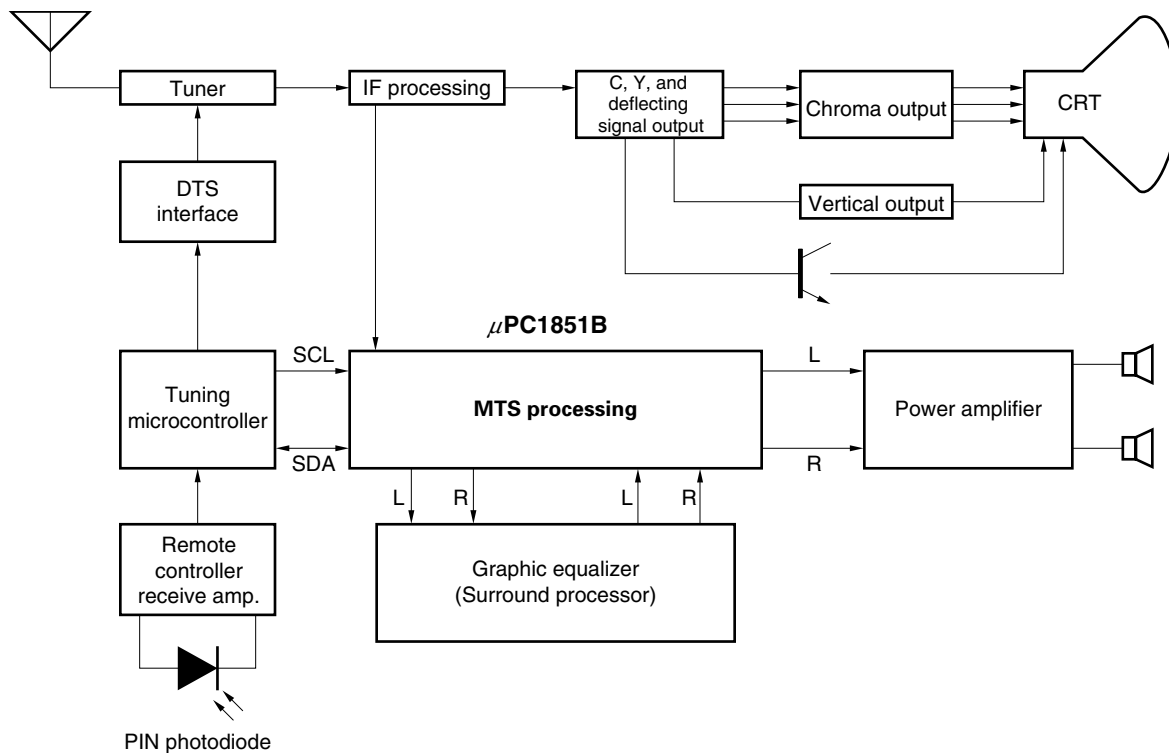 Tuner
IF processing
C, Y, and
deflecting
signal output
Chroma output
CRT
DTS
interface
Vertical output
μPC1851B
SCL
L
Tuning
microcontroller
MTS processing
Power amplifier
SDA
R
L
R
L
R
Remote
controller
receive amp.
Graphic equalizer
(Surround processor)
PIN photodiode